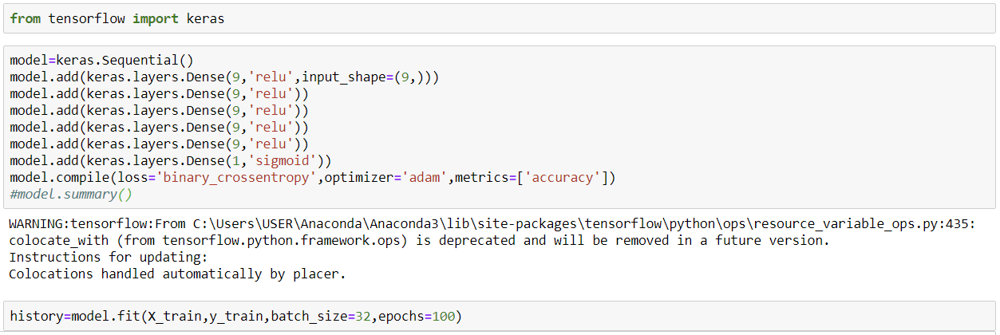 from tensorflow import keras
model=keras.Sequential()
model.add(keras.layers.Dense(9,'relu',input_shape=(9,)))
model.add(keras.layers.Dense(9,'relu'))
model.add(keras.layers.Dense(9,'relu'))
model.add(keras.layers.Dense(9,'relu'))
model.add(keras.layers.Dense(9,'relu'))
model.add(keras.layers.Dense(1,'sigmoid'))
model.compile(loss='binary_crossentropy',optimizer='adam',metrics=['accuracy'])
#model.summary()
WARNING:tensorflow:From C:\Users\USER\Anaconda\Anaconda3\lib\site-packages\tensorflow\python\ops\resource_variable_ops.py:435:
colocate_with (from tensorflow.python.framework.ops) is deprecated and will be removed in a future version.
Instructions for updating:
Colocations handled automatically by placer.
history=model.fit(X_train,y_train,batch_size=32,epochs=100)